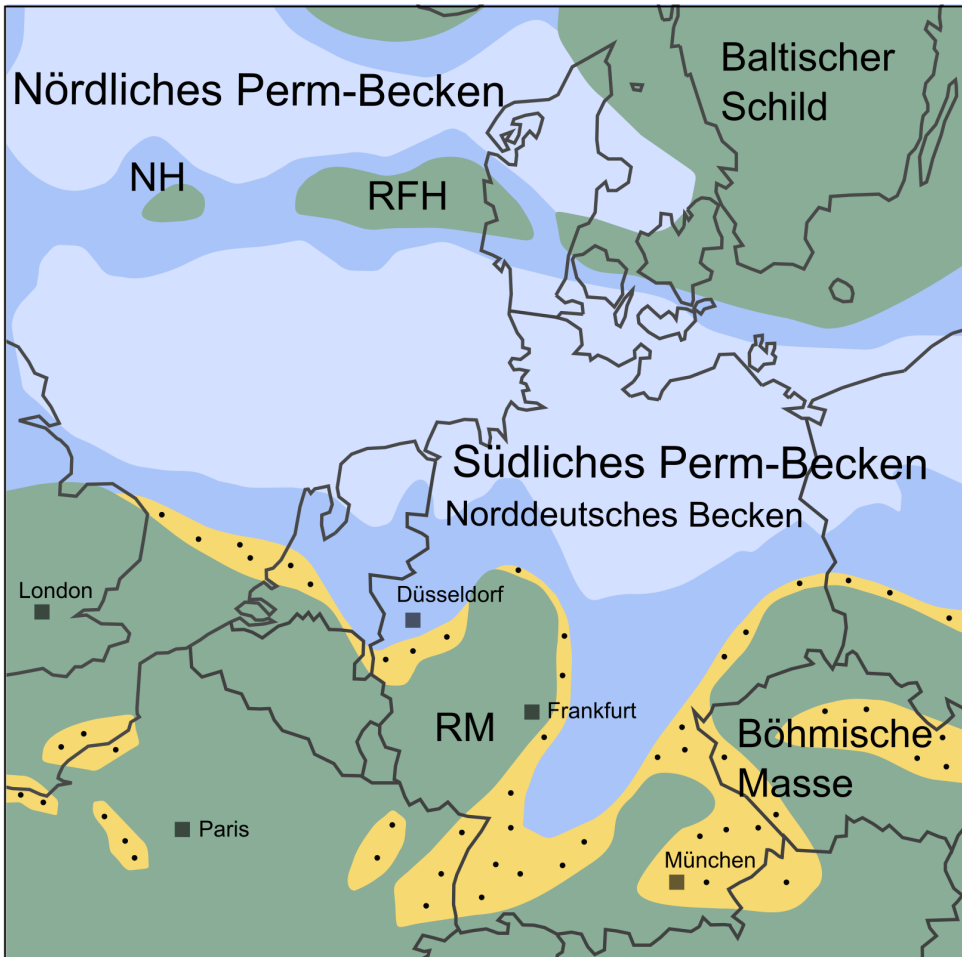 Nördliches Perm-Becken
Baltischer
Schild
NH
RFH
Südliches Perm-Becken
Norddeutsches Becken
London
Düsseldorf
RM
Frankfurt
Böhmische
Masse
Paris
München